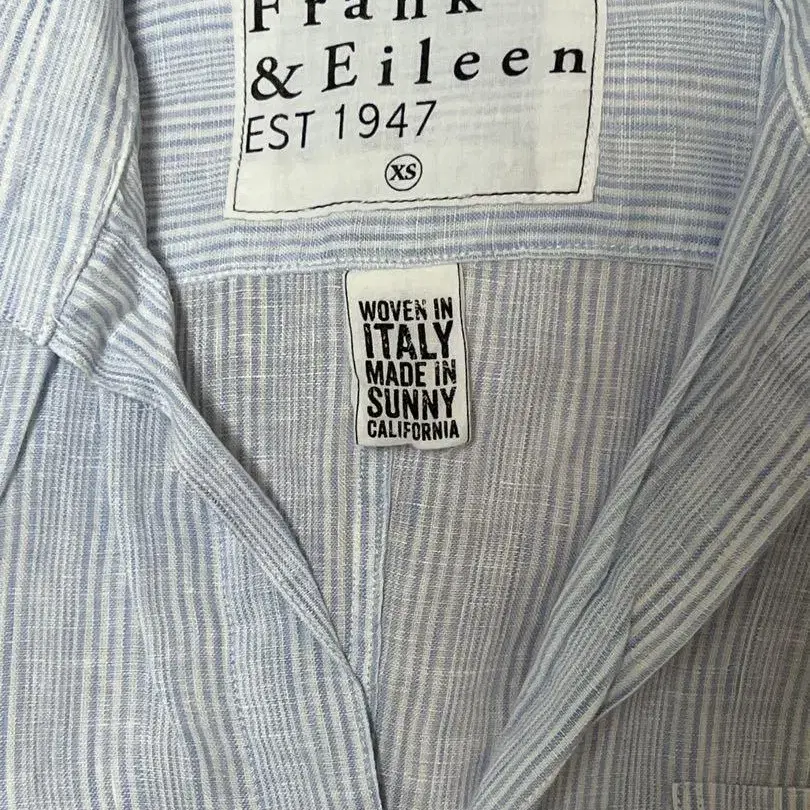 Frank
& Eileen
EST 1947
XS
WOVEN IN
ITALY
MADE IN
SUNNY
CALIFORNIA